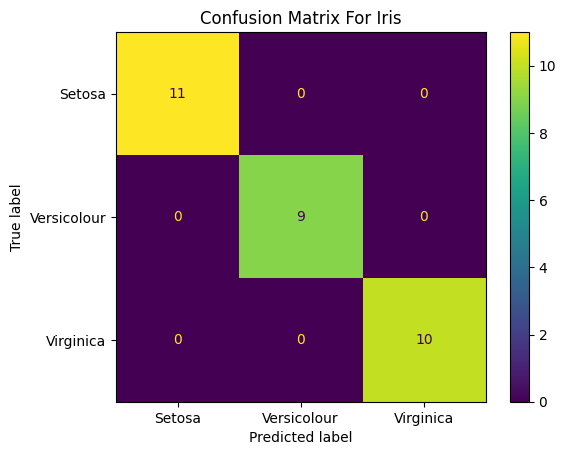 Confusion Matrix For Iris
Setosa
11
0
0
10
8
Versicolour
0
9
0
6
4
Virginica
0
0
10
2
0
Setosa
Versicolour
Virginica
True label
Predicted label